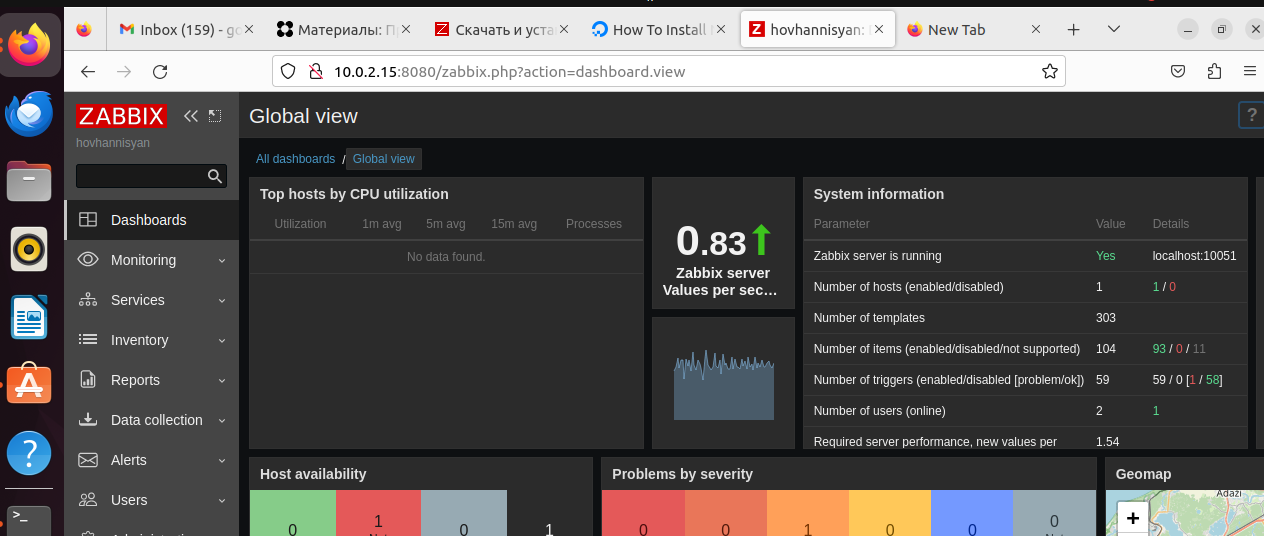 Inbox (159) - go
Материалы: Пр
Скачать и уста
How To Install
hovhannisyan:
New Tab
10.0.2.15:8080/zabbix.php?action=dashboard.view
ZABBIX
hovhannisyan
Global view
?
All dashboards / Global view
Dashboards
Monitoring
Services
Inventory
Reports
Data collection
Alerts
Users
Top hosts by CPU utilization
Utilization 1m avg 5m avg 15m avg Processes
No data found.
0.83
Zabbix server
Values per sec...
System information
Parameter Value Details
Zabbix server is running Yes localhost:10051
Number of hosts (enabled/disabled) 1 1 / 0
Number of templates 303
Number of items (enabled/disabled/not supported) 104 93 / 0 / 11
Number of triggers (enabled/disabled [problem/ok]) 59 59 / 0 [1 / 58]
Number of users (online) 2 1
Required server performance, new values per 1.54
Host availability
0 1 0 1
Problems by severity
0 0 1 0 0 0
Geomap
Ādaži
+